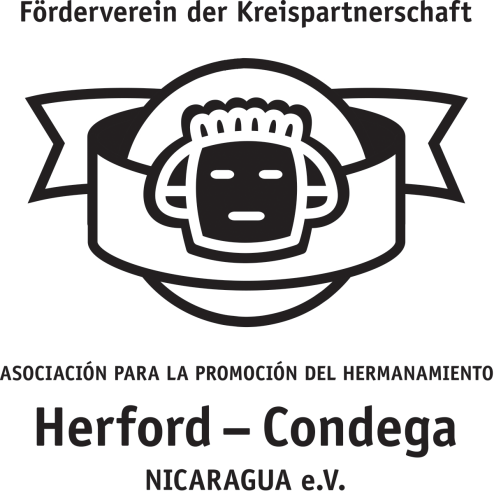 Förderverein der Kreispartnerschaft
ASOCIACIÓN PARA LA PROMOCIÓN DEL HERMANAMIENTO
Herford – Condega
NICARAGUA e.V.